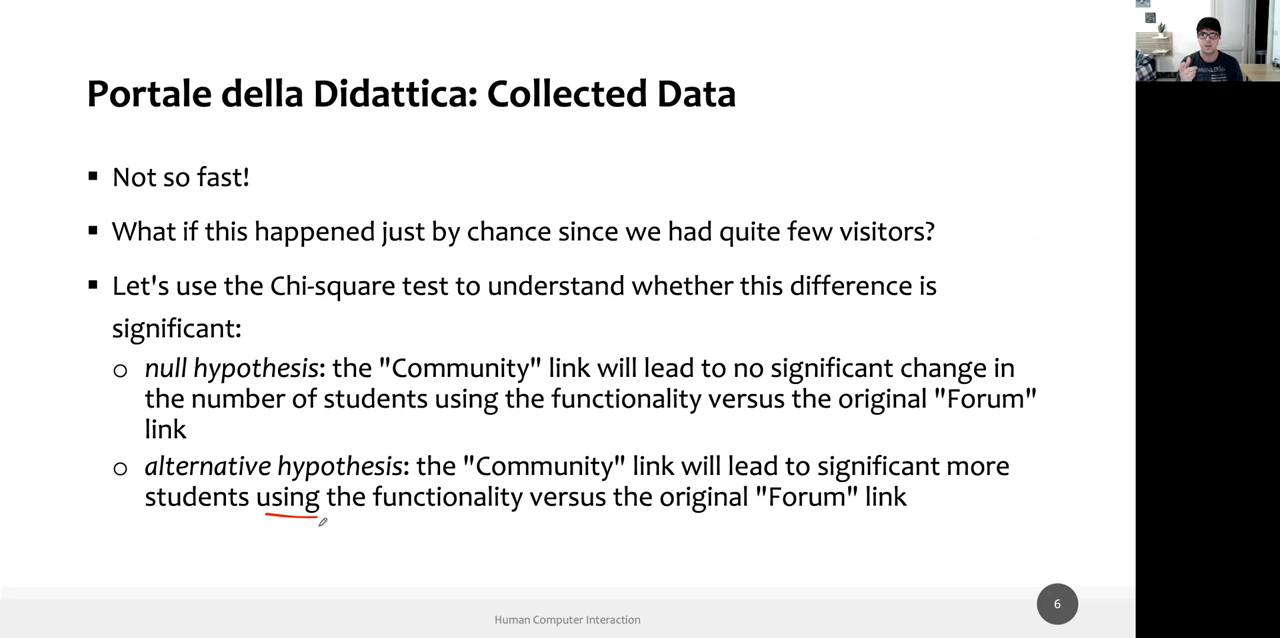 Portale della Didattica: Collected Data
▪ Not so fast!
▪ What if this happened just by chance since we had quite few visitors?
▪ Let's use the Chi-square test to understand whether this difference is
significant:
o null hypothesis: the "Community" link will lead to no significant change in
the number of students using the functionality versus the original "Forum"
link
o alternative hypothesis: the "Community" link will lead to significant more
students using the functionality versus the original "Forum" link
Human Computer Interaction
6